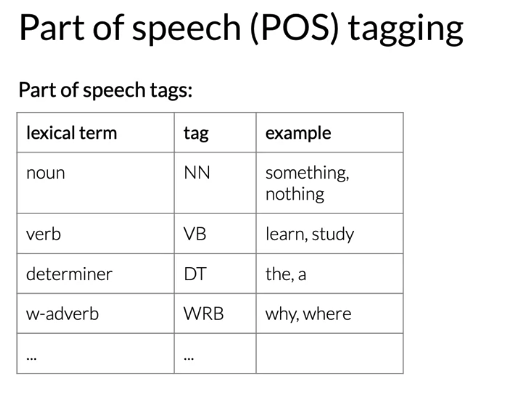 Part of speech (POS) tagging
Part of speech tags:
lexical term tag example
noun NN something,
nothing
verb VB learn, study
determiner DT the, a
w-adverb WRB why, where
... ...